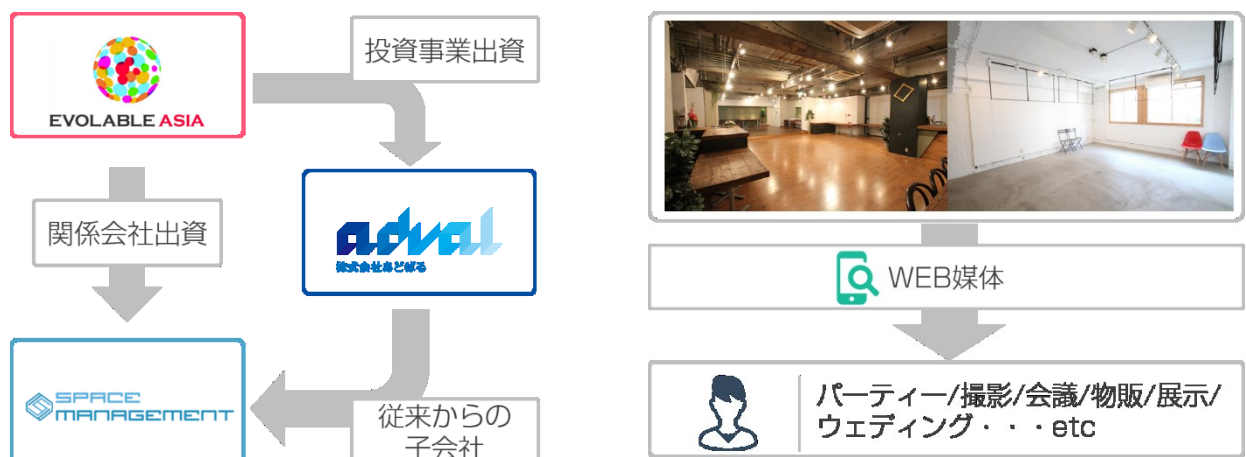 投資事業出資
EVOLABLE ASIA
関係会社出資
adval
株式会社あどばる
SPACE
MANAGEMENT
従来からの
子会社
WEB媒体
パーティー/撮影/会議/物販/展示/
ウェディング・・・etc